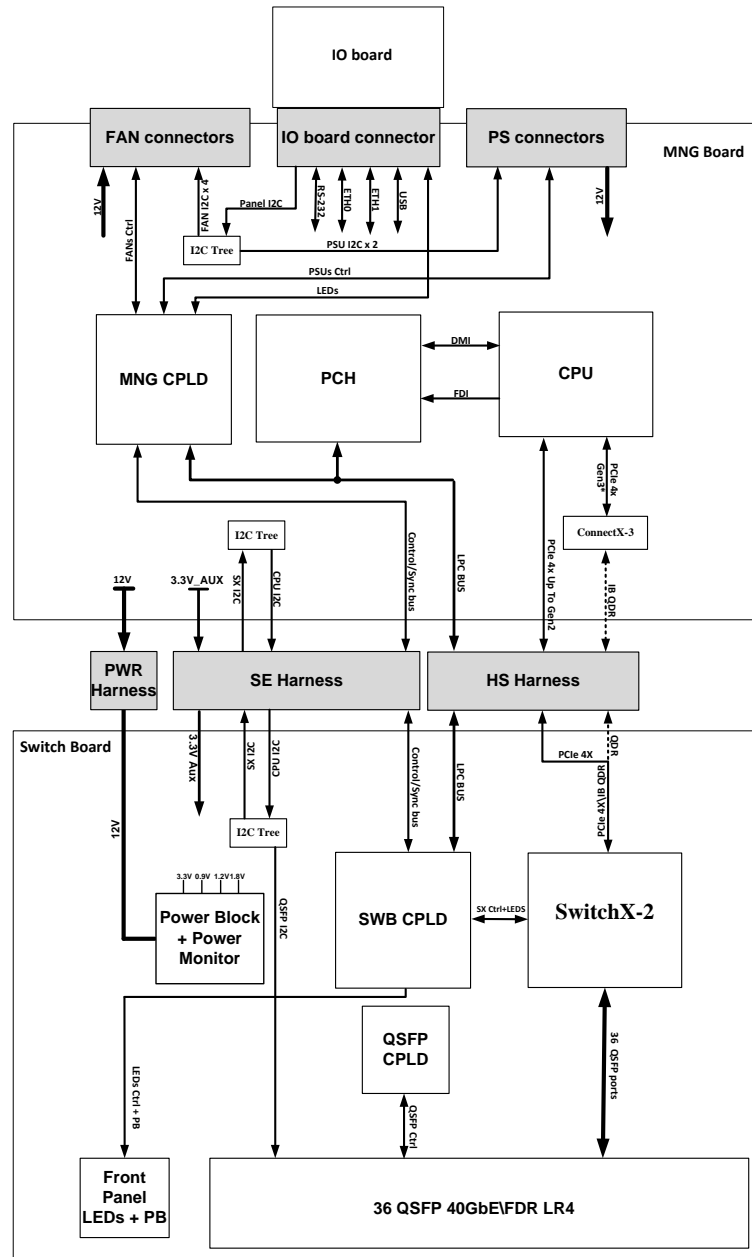 IO board
FAN connectors
IO board connector
PS connectors
MNG Board
12V
FANs Ctrl
FAN I2C x 4
Panel I2C
RS-232
ETH0
ETH1
USB
12V
I2C Tree
PSU I2C x 2
PSUs Ctrl
LEDs
MNG CPLD
PCH
CPU
DMI
FDI
PCIe 4x
Gen3*
ConnectX-3
I2C Tree
SX I2C
CPU I2C
Control/Sync bus
LPC BUS
PCIe 4x Up To Gen2
IB QDR
12V
3.3V_AUX
PWR
Harness
SE Harness
HS Harness
Switch Board
3.3V Aux
SX I2C
CPU I2C
Control/Sync bus
LPC BUS
PCIe 4X
QDR
PCIe 4X\IB QDR
12V
I2C Tree
3.3V
0.9V
1.2V
1.8V
Power Block
+ Power
Monitor
QSFP I2C
SWB CPLD
SX Ctrl+LEDS
SwitchX-2
QSFP
CPLD
36 QSFP ports
LEDs Ctrl + PB
QSFP Ctrl
Front
Panel
LEDs + PB
36 QSFP 40GbE\FDR LR4